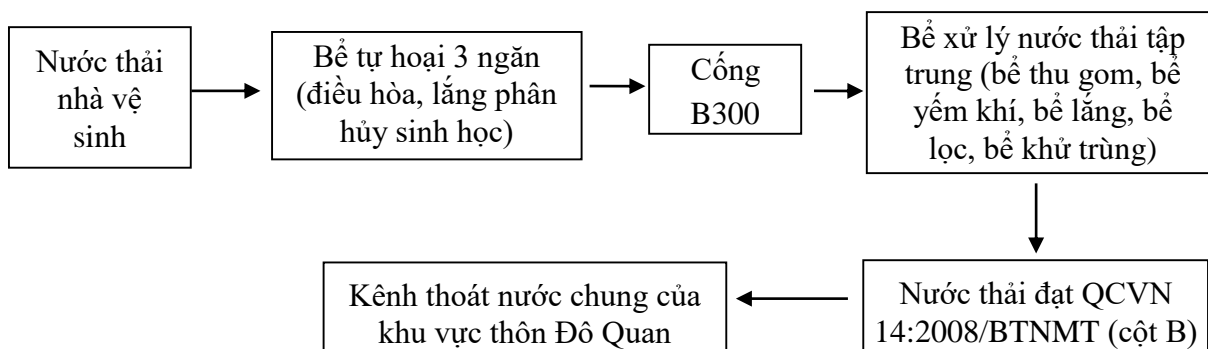 Nước thải
nhà vệ
sinh
Bể tự hoại 3 ngăn
(điều hòa, lắng phân
hủy sinh học)
Cống
B300
Bể xử lý nước thải tập
trung (bể thu gom, bể
yếm khí, bể lắng, bể
lọc, bể khử trùng)
Nước thải đạt QCVN
14:2008/BTNMT (cột B)
Kênh thoát nước chung của
khu vực thôn Đô Quan